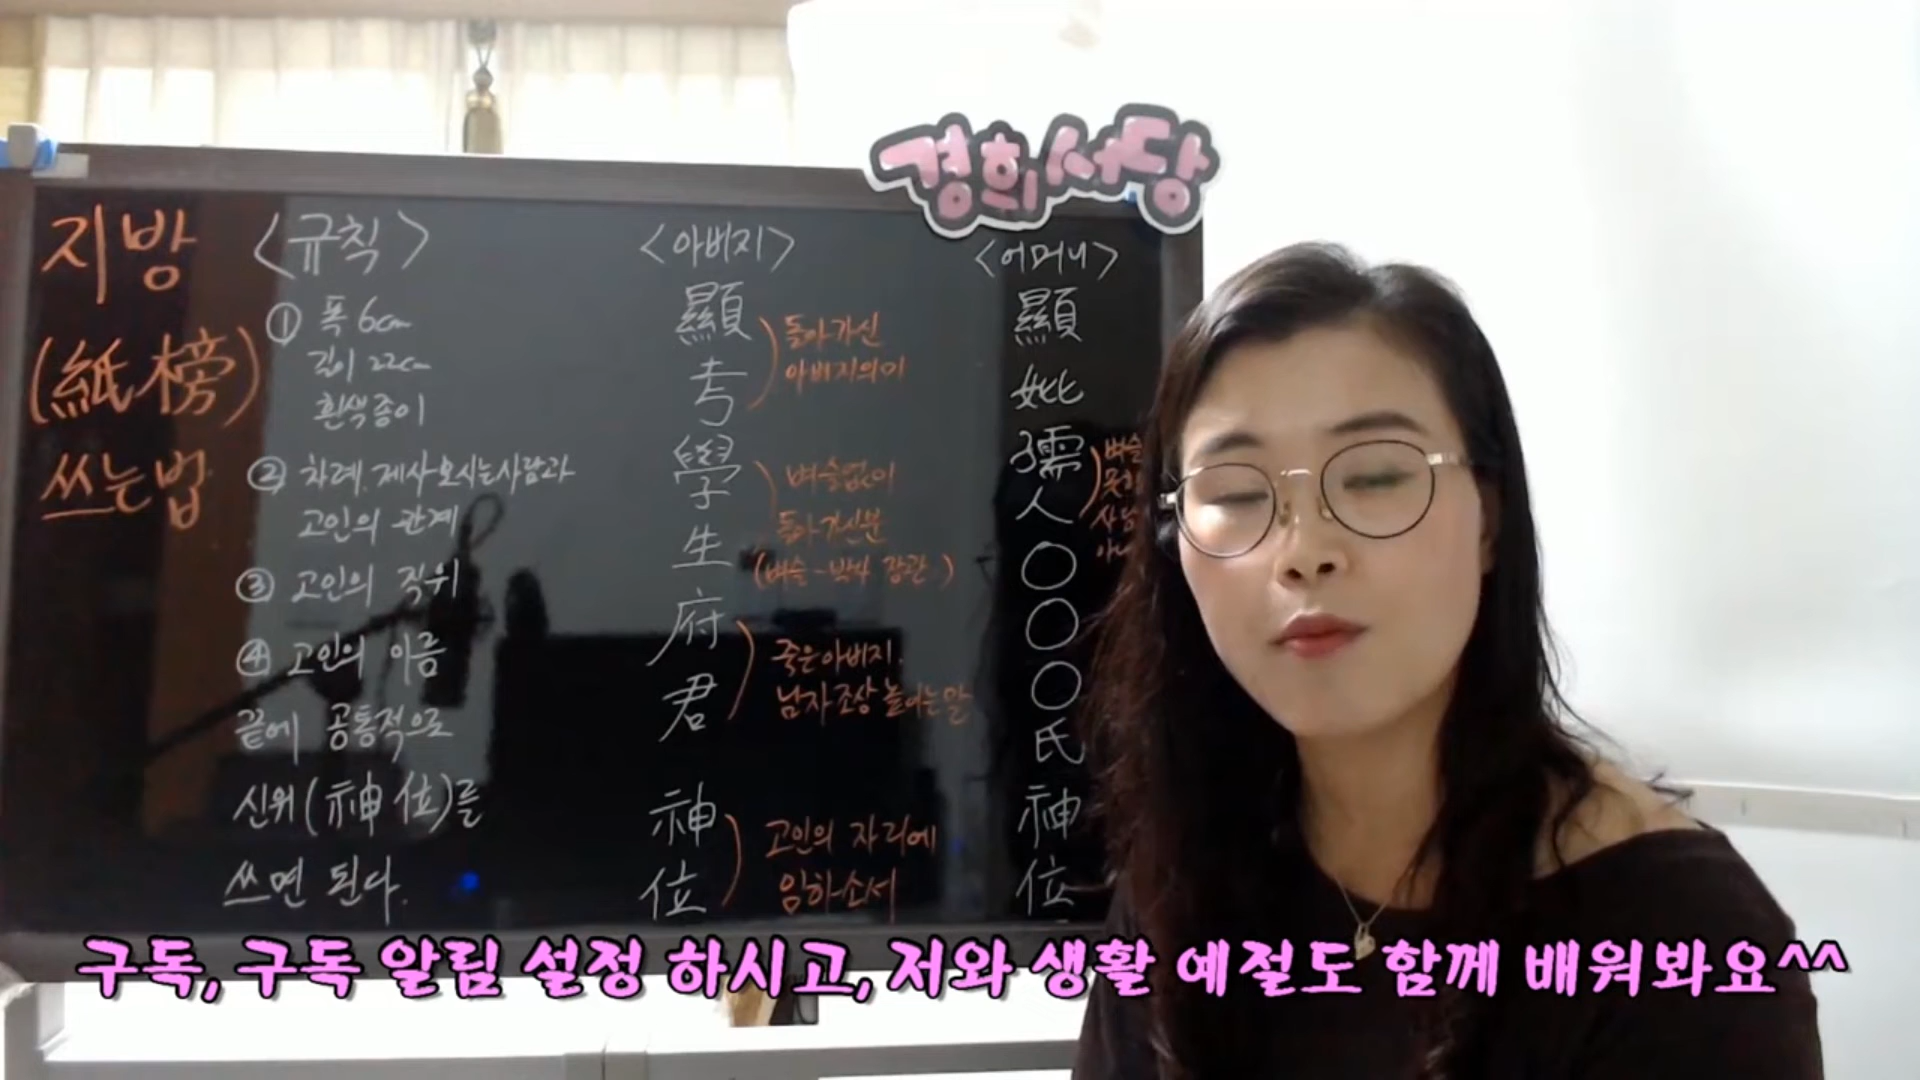 경희서당
지방
(紙榜)
쓰는법
<규칙>
① 폭 6cm
길이 22cm
흰색종이
② 차례. 제사모시는사람과
고인의 관계
③ 고인의 직위
④ 고인의 이름
끝에 공통적으로
신위(神位)를
쓰면 된다.
<아버지>
顯
考
學
生
府
君
神
位
돌아가신
아버지의미
벼슬없이
돌아가신분
(벼슬-박사 장관.)
죽은아버지.
남자조상높이는말
고인의 자리에
임하소서
<어머니>
顯
妣
孺
人
○
○
○
氏
神
位
벼슬
구독, 구독 알림 설정 하시고, 저와 생활 예절도 함께 배워봐요^^